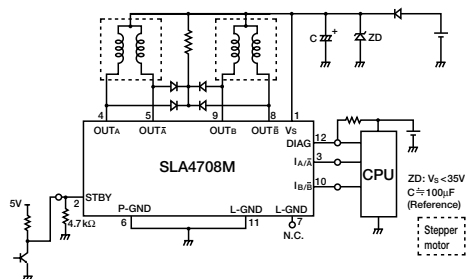 C + ZD
4 5 9 8 1
OUTA OUTA̅ OUTB OUTB̅ VS
DIAG 12
SLA4708M
IA/A̅ 3
CPU
IB/B̅ 10
ZD: VS <35V
C≒100μF
(Reference)
5V
2 STBY
P-GND L-GND L-GND
4.7kΩ
6 11 7
N.C.
Stepper
motor